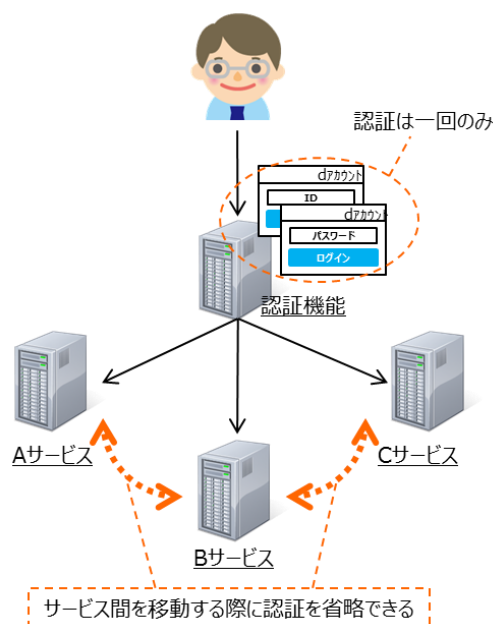 認証は一回のみ
dアカウント
ID
dアカウント
パスワード
ログイン
認証機能
Aサービス
Cサービス
Bサービス
サービス間を移動する際に認証を省略できる